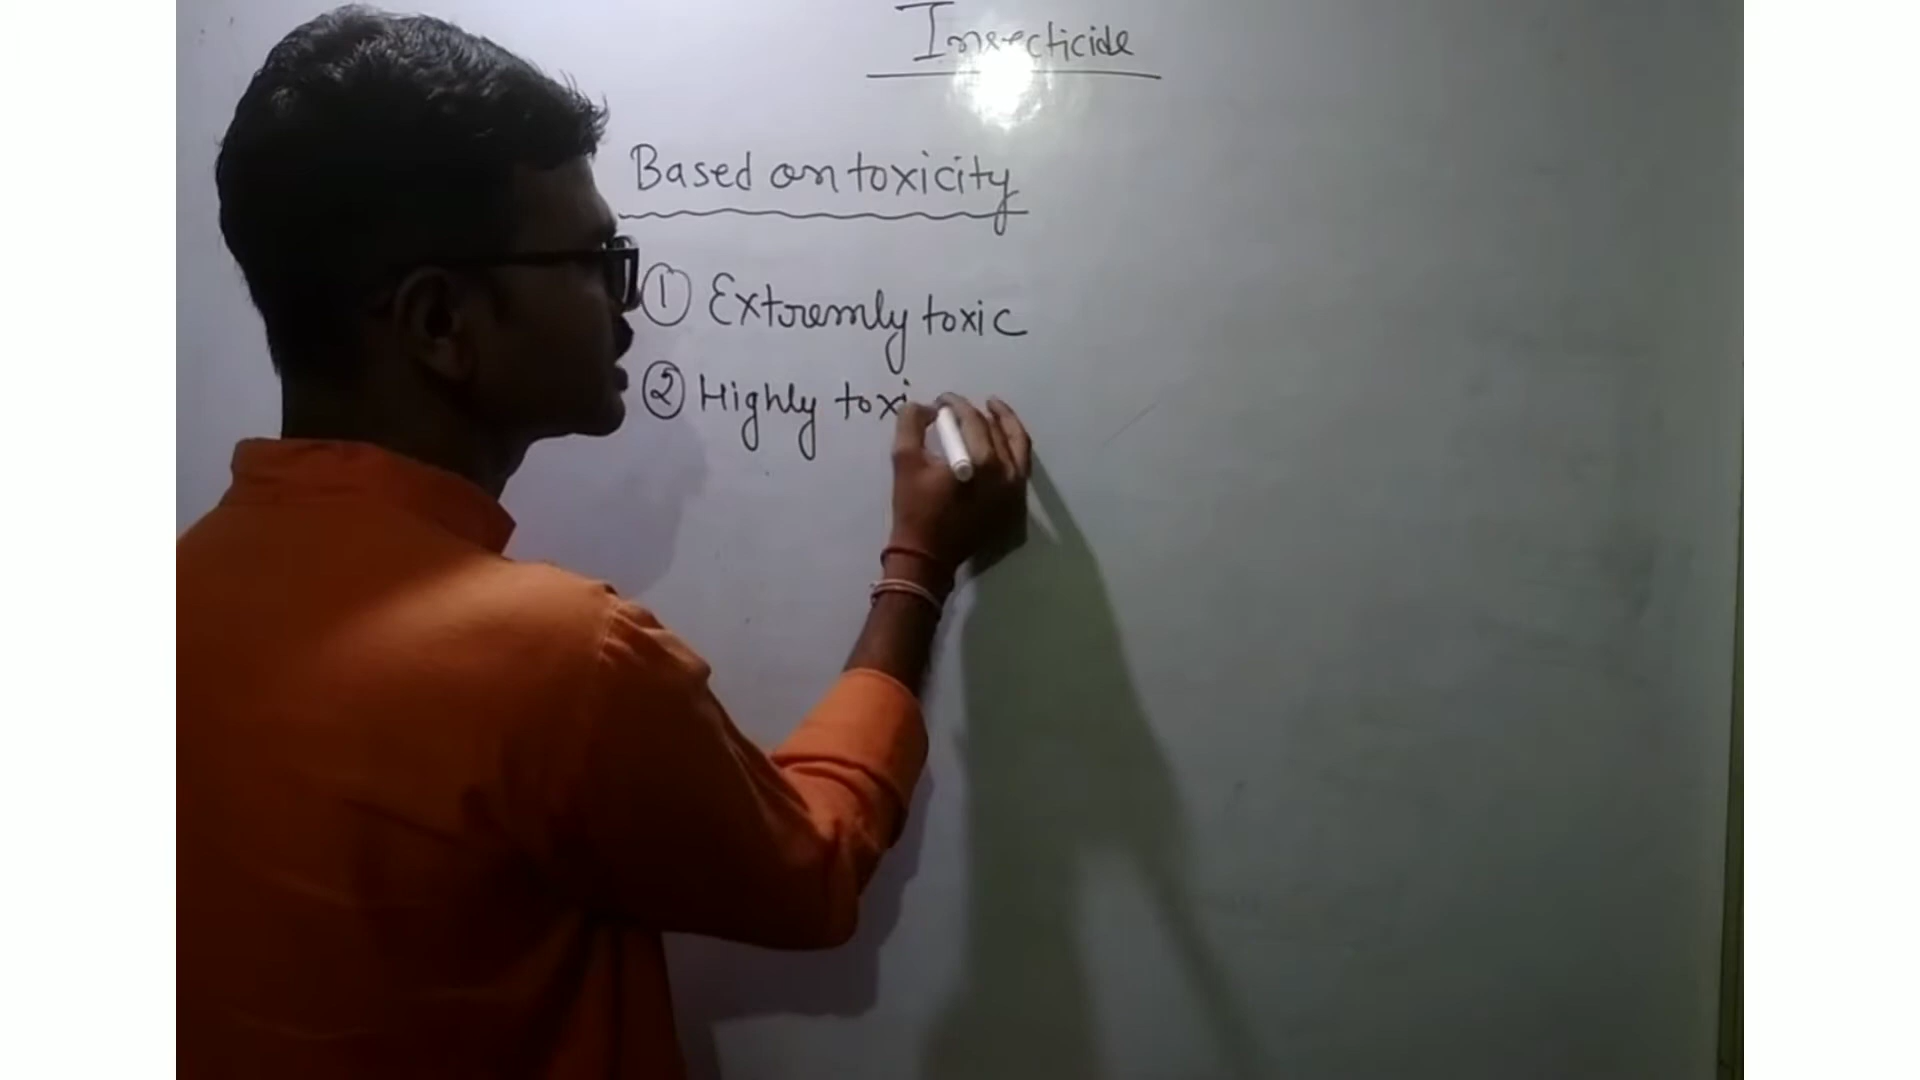 Insecticide
Based on toxicity
① Extremly toxic
② Highly toxi